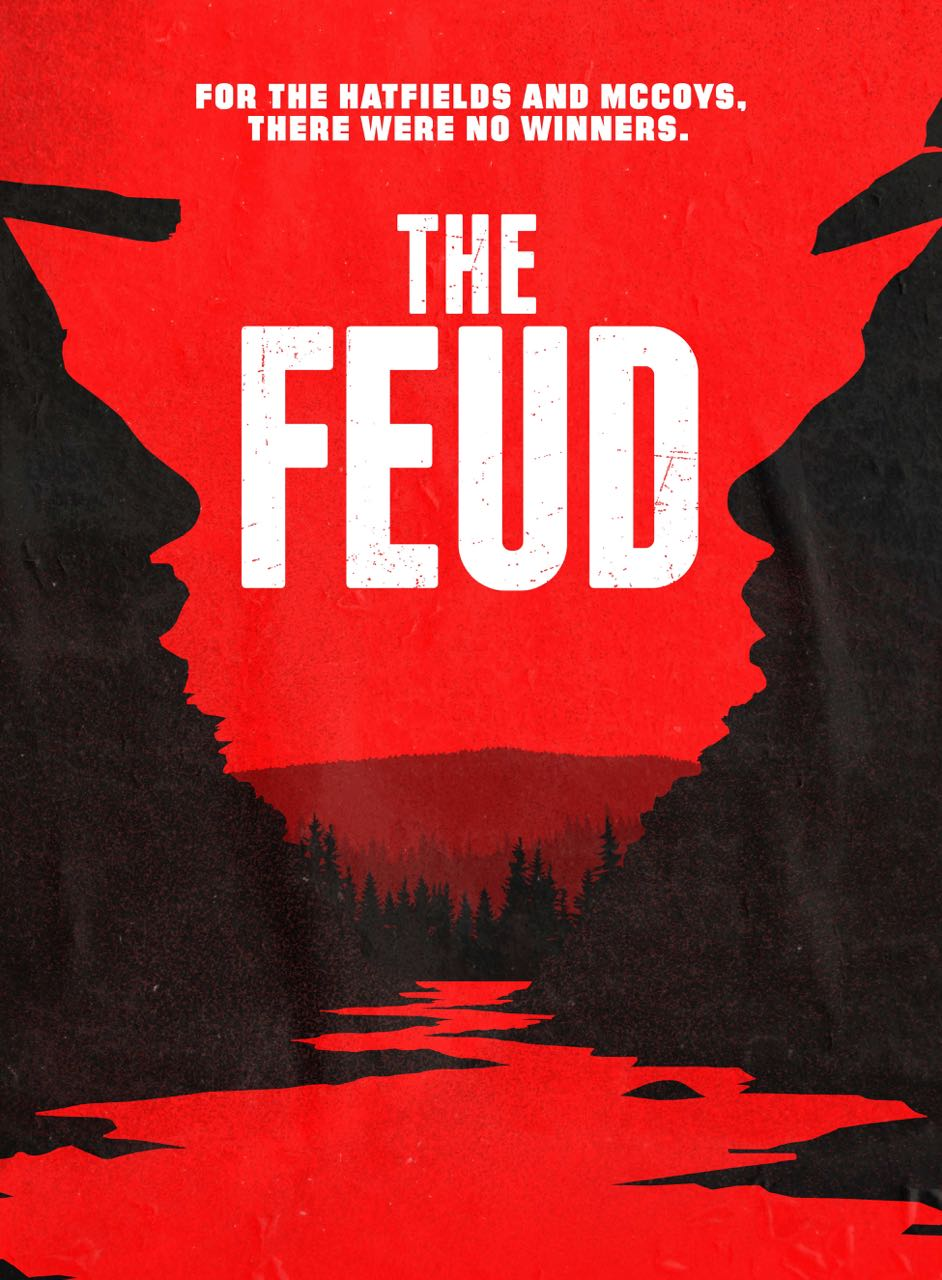 FOR THE HATFIELDS AND MCCOYS,
THERE WERE NO WINNERS.
THE
FEUD